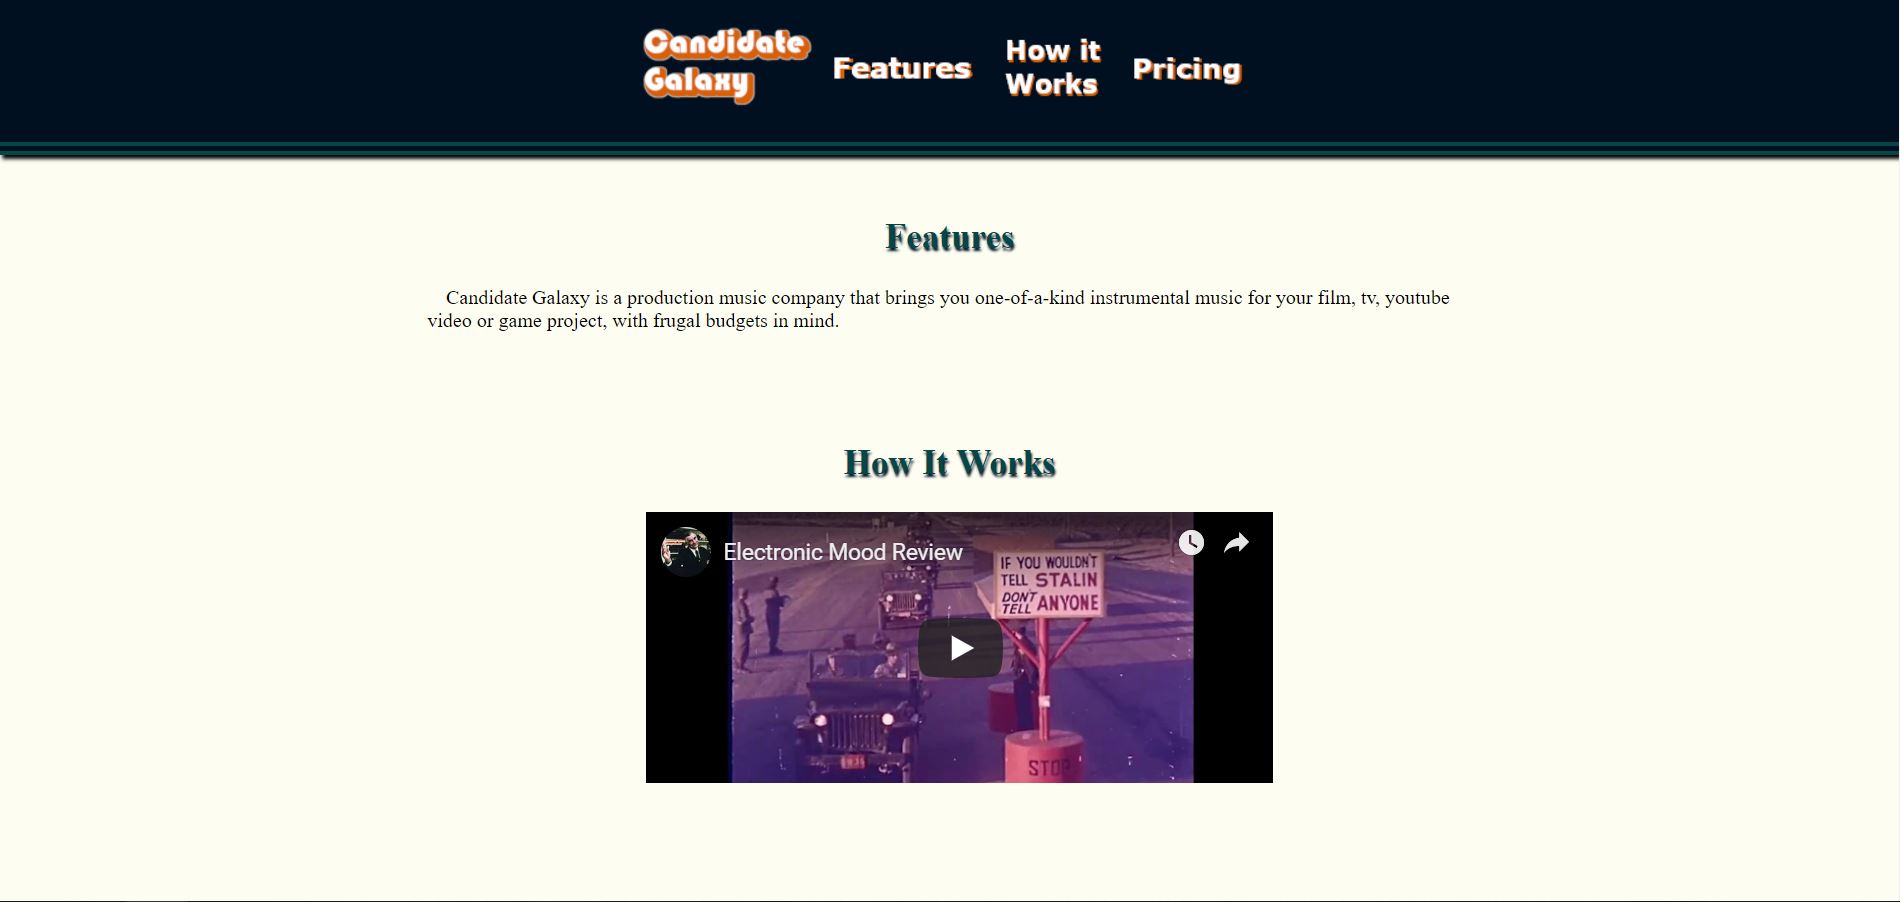 Candidate
Galaxy
Features
How it
Works
Pricing
Features
Candidate Galaxy is a production music company that brings you one-of-a-kind instrumental music for your film, tv, youtube
video or game project, with frugal budgets in mind.
How It Works
Electronic Mood Review
IF YOU WOULDN'T
TELL STALIN
DON'T
TELL ANYONE
STOP